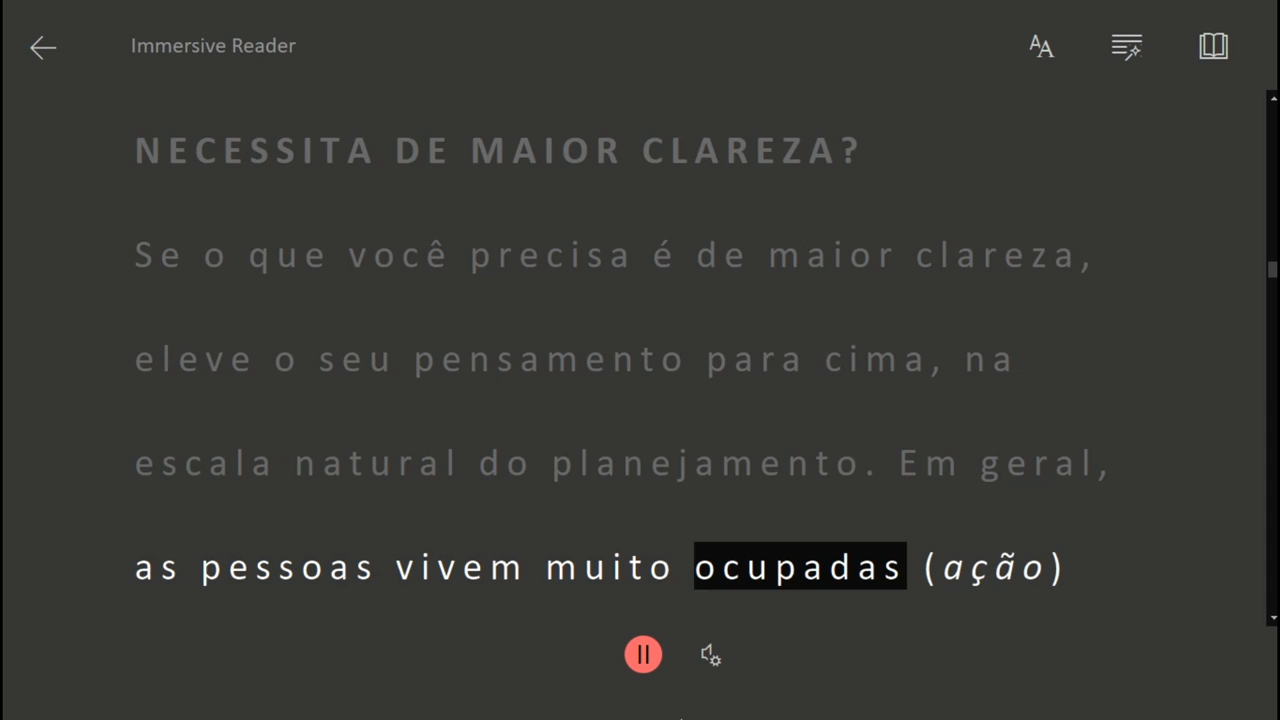 Immersive Reader
NECESSITA DE MAIOR CLAREZA?
Se o que você precisa é de maior clareza,
eleve o seu pensamento para cima, na
escala natural do planejamento. Em geral,
as pessoas vivem muito ocupadas (ação)